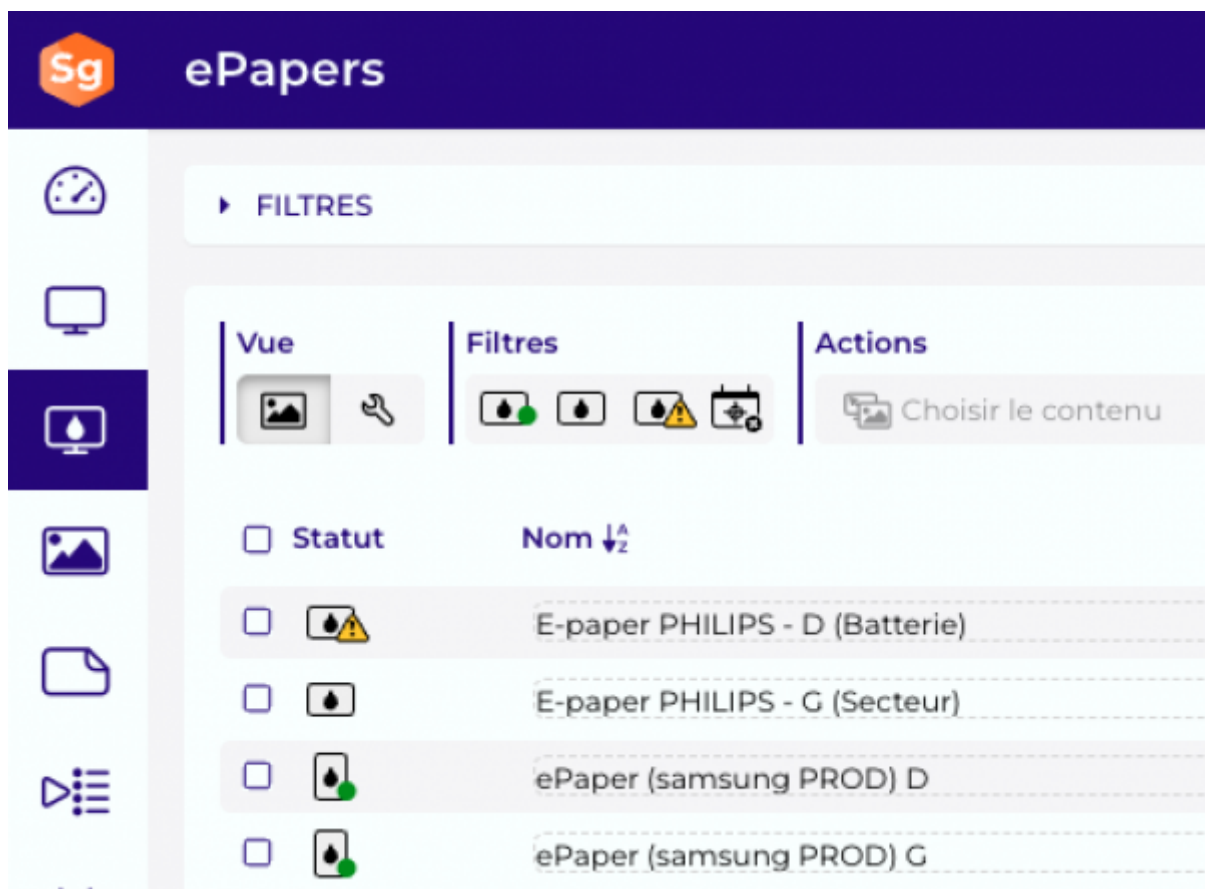 Sg ePapers
FILTRES
Vue Filtres Actions
Choisir le contenu
Statut Nom AZ
E-paper PHILIPS - D (Batterie)
E-paper PHILIPS - G (Secteur)
ePaper (samsung PROD) D
ePaper (samsung PROD) G